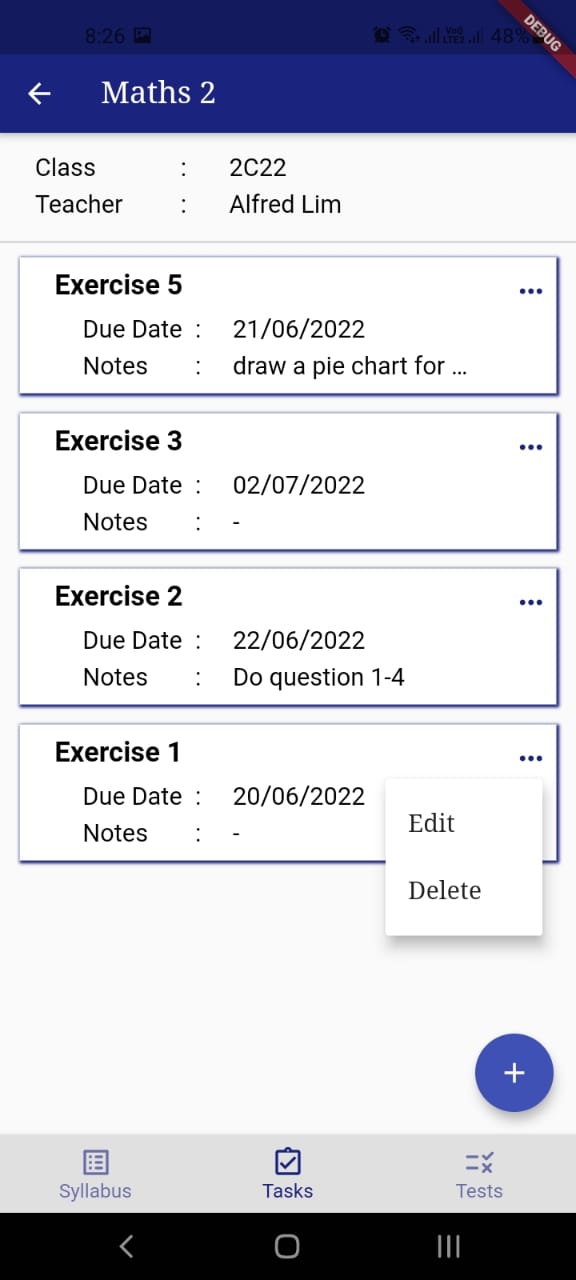 8:26 48%
DEBUG
Maths 2
Class : 2C22
Teacher : Alfred Lim
Exercise 5
Due Date : 21/06/2022
Notes : draw a pie chart for ...
Exercise 3
Due Date : 02/07/2022
Notes : -
Exercise 2
Due Date : 22/06/2022
Notes : Do question 1-4
Exercise 1
Due Date : 20/06/2022
Notes : -
Edit
Delete
Syllabus Tasks Tests